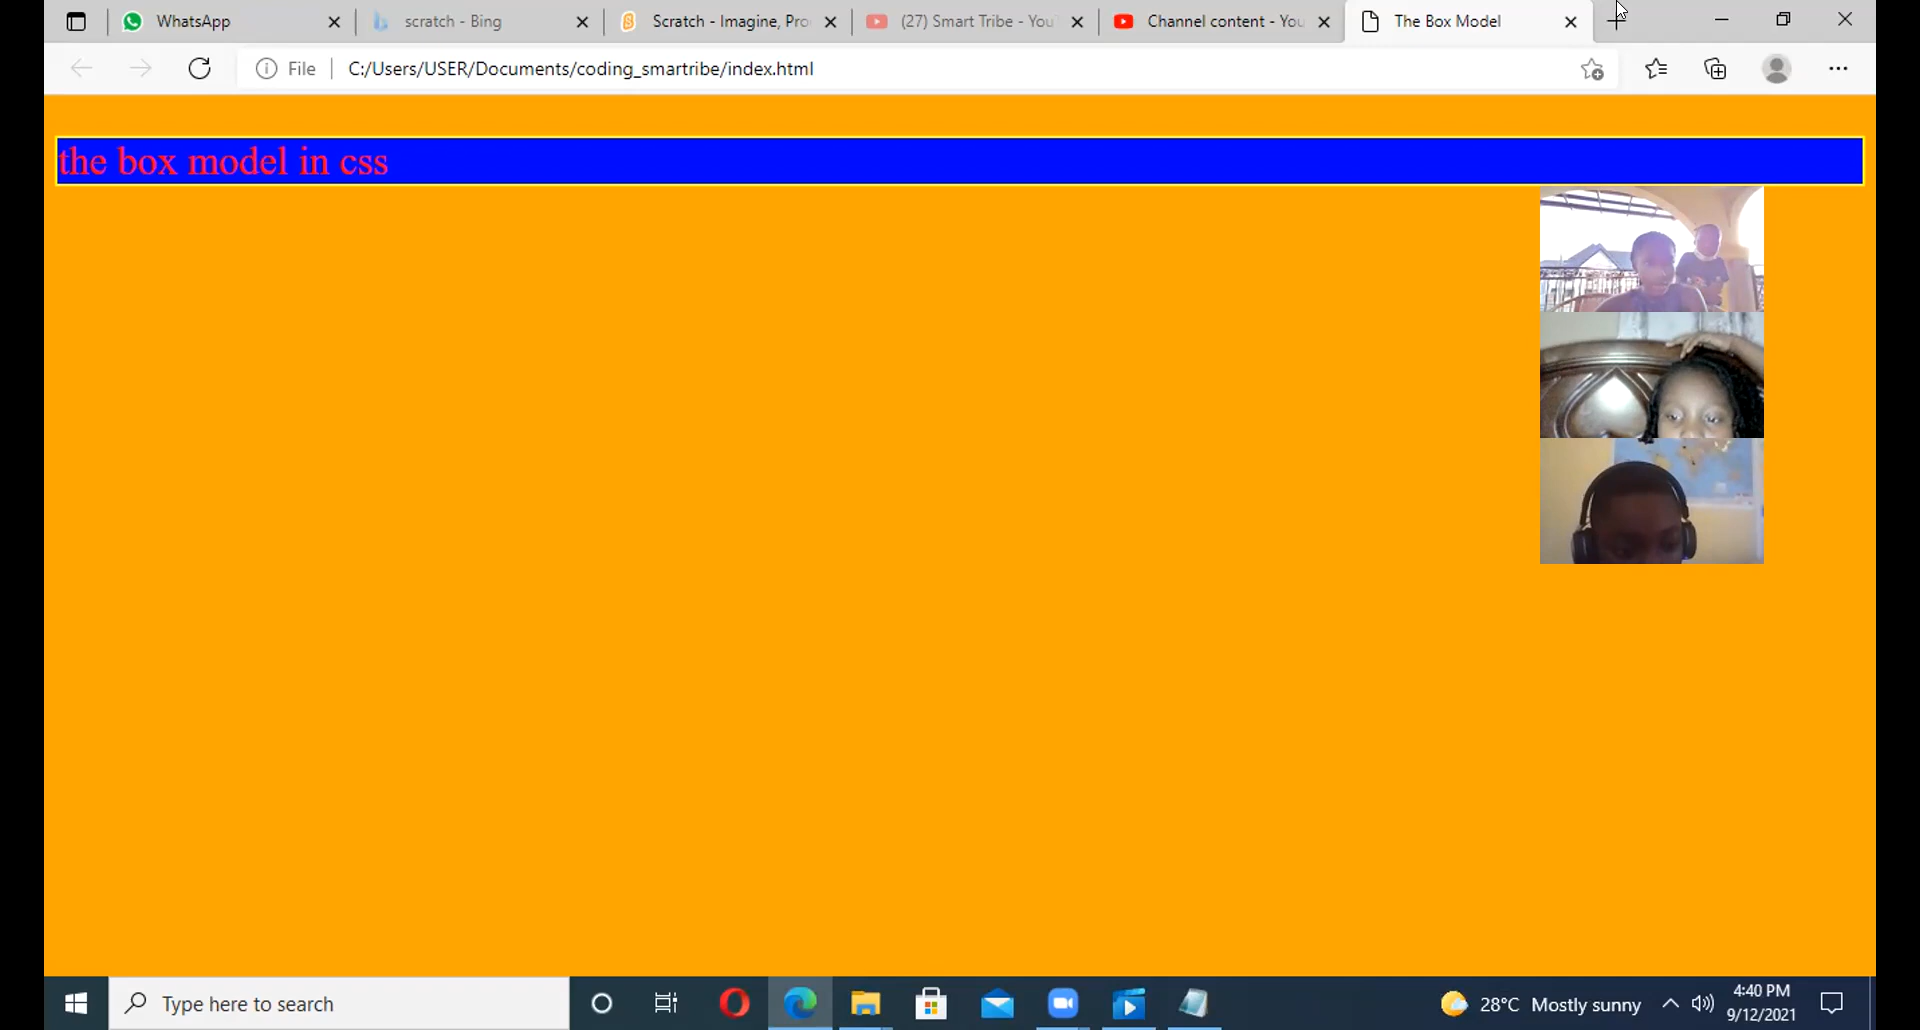 WhatsApp
scratch - Bing
Scratch - Imagine, Pro
(27) Smart Tribe - You
Channel content - You
The Box Model
File
C:/Users/USER/Documents/coding_smartribe/index.html
the box model in css
Type here to search
28°C Mostly sunny
4:40 PM
9/12/2021